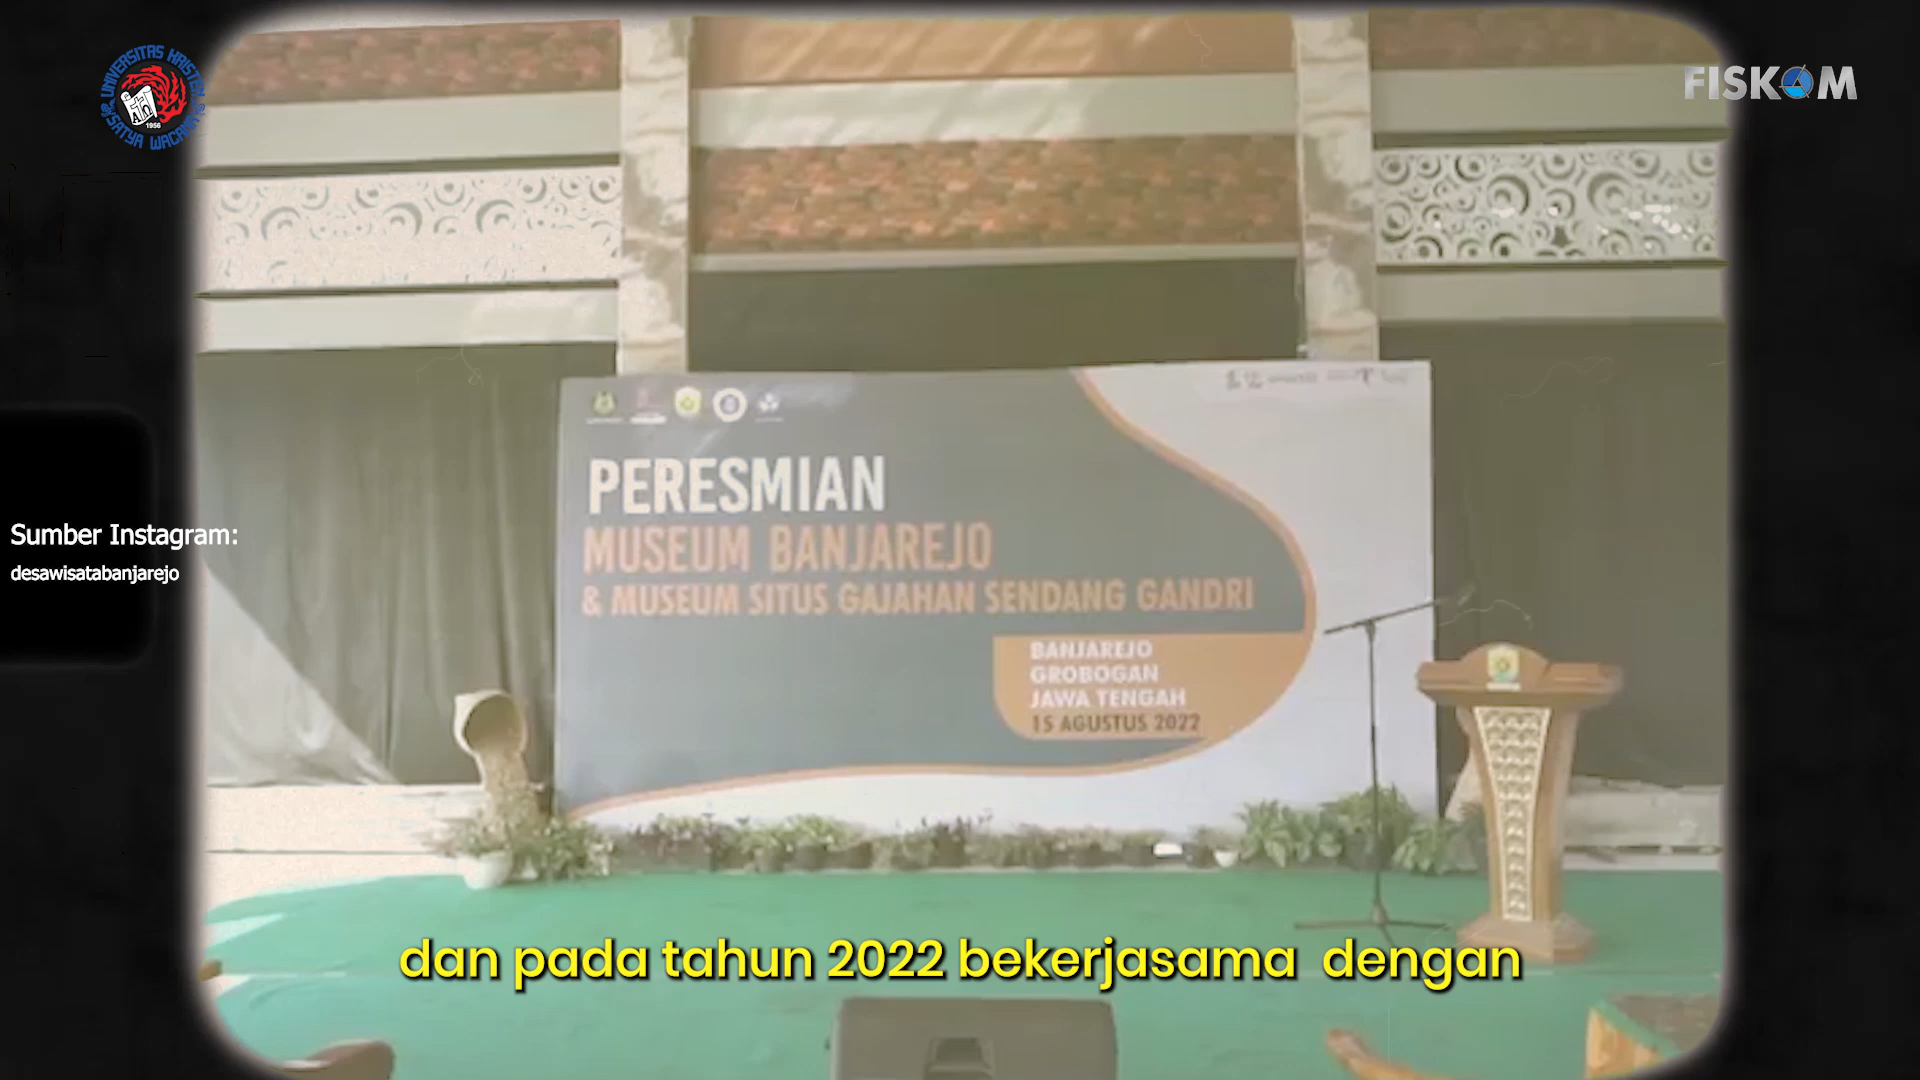 UNIVERSITAS KRISTEN
SATYA WACANA
1956
FISKOM
PERESMIAN
MUSEUM BANJAREJO
& MUSEUM SITUS GAJAHAN SENDANG GANDRI
BANJAREJO
GROBOGAN
JAWA TENGAH
15 AGUSTUS 2022
Sumber Instagram:
desawisatabanjarejo
dan pada tahun 2022 bekerjasama dengan